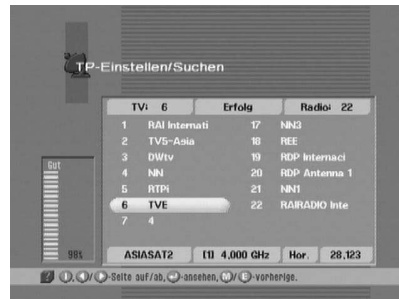 TP-Einstellen/Suchen
TV: 6 Erfolg Radio: 22
1 RAI Internati 17 NN3
2 TV5-Asia 18 REE
3 DWtv 19 RDP Internaci
4 NN 20 RDP Antenna 1
5 RTPi 21 NN1
6 TVE 22 RAIRADIO Inte
7 4
Gut
98%
ASIASAT2 [1] 4,000 GHz Hor. 28,123
-Seite auf/ab, -ansehen, -vorherige.